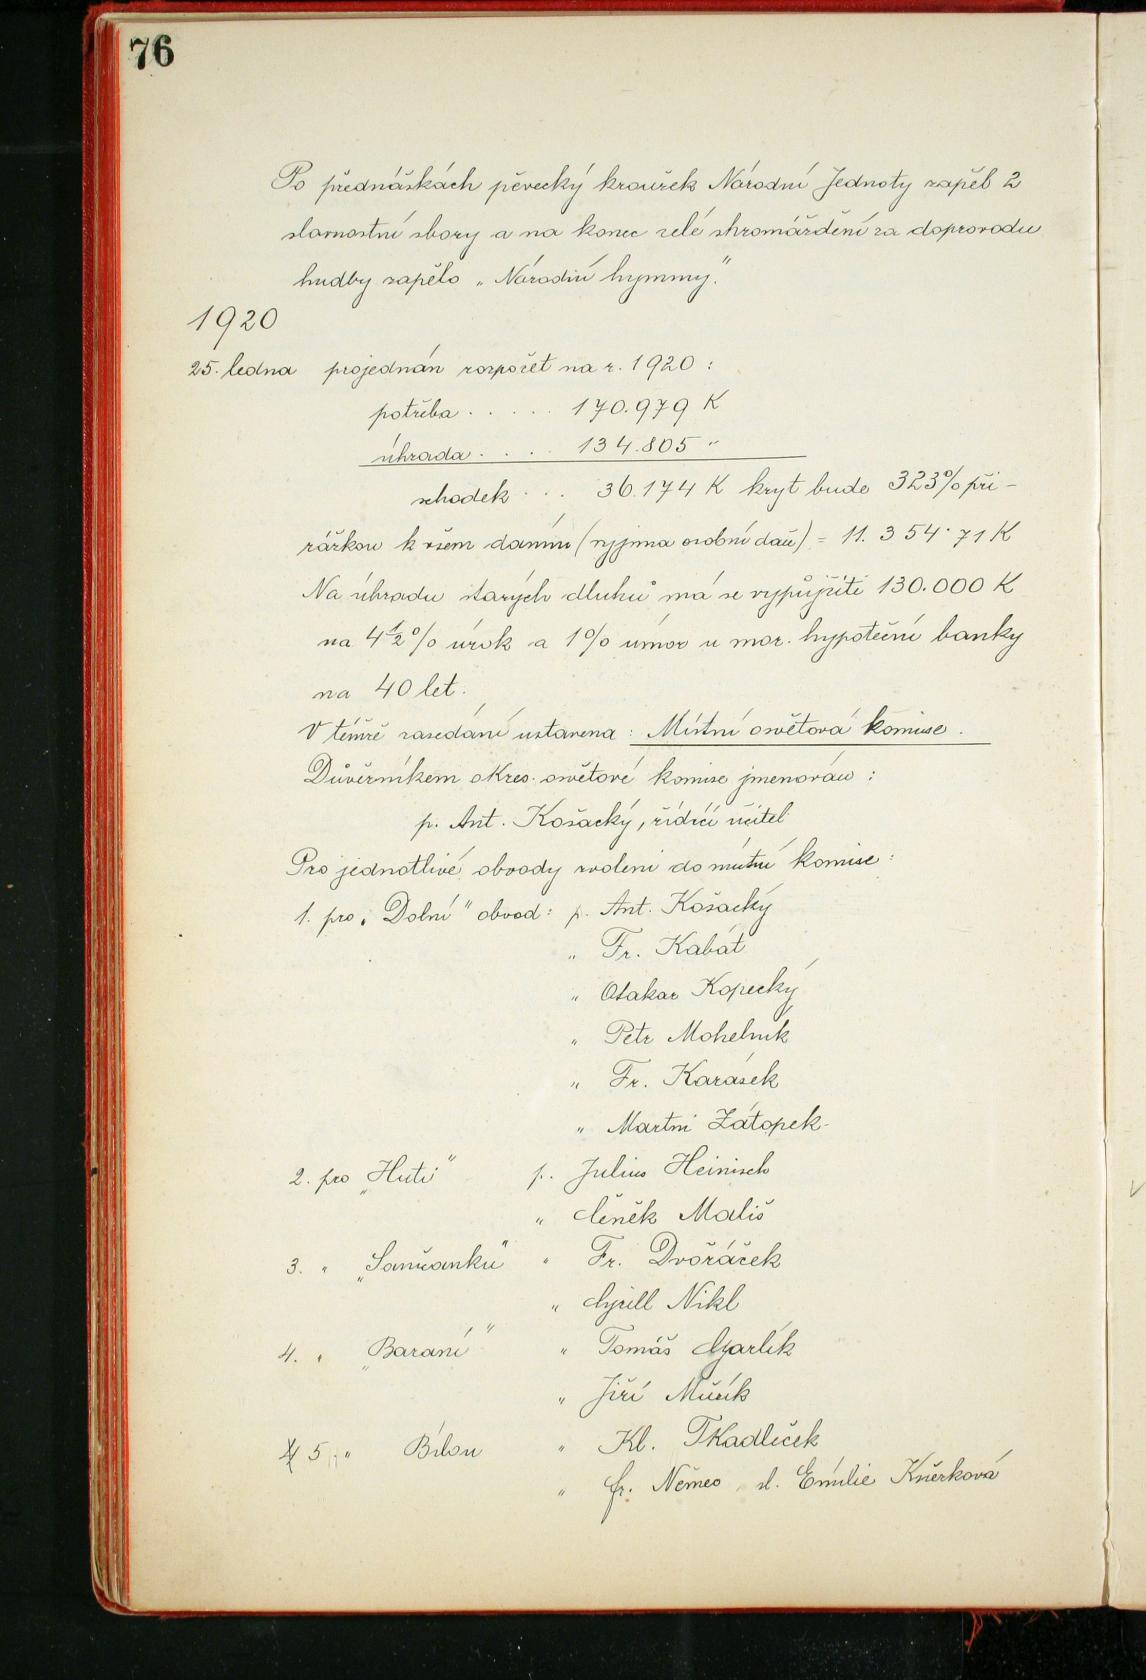 76
Po přednáškách pěvecký kroužek Národní Jednoty zapěl 2
slavnostní sbory a na konec celé shromáždění za doprovodu
hudby zapělo „Národní hymny."
1920
25. ledna projednán rozpočet na r. 1920 :
potřeba . . . . . 170.979 K
úhrada . . . . 134.805 "
schodek . . . 36.174 K kryt bude 323% při-
rážkou k všem daním (vyjma osobní daň) = 11.354·71 K
Na úhradu starých dluhů má se vypůjčiti 130.000 K
na 4½% úrok a 1% úmor u mor. hypoteční banky
na 40 let.
V témže zasedání ustavena : Místní osvětová komise.
Důvěrníkem okres. osvětové komise jmenován :
p. Ant. Košacký, řídící učitel
Pro jednotlivé obvody zvoleni do místní komise :
1. pro „Dolní" obvod : p. Ant. Košacký
" Fr. Kabát
" Otakar Kopecký
" Petr Mohelník
" Fr. Karásek
" Martin Zátopek
2. pro „Huti" p. Julius Heinisch
" Čeněk Mališ
3. " „Samčanku" " Fr. Dvořáček
" Cyrill Nikl
4. " „Baraní" " Tomáš Ogarlík
" Jiří Mičík
5. " Bílou " Kl. Tkadleček
" Fr. Němec, sl. Emilie Kněrková